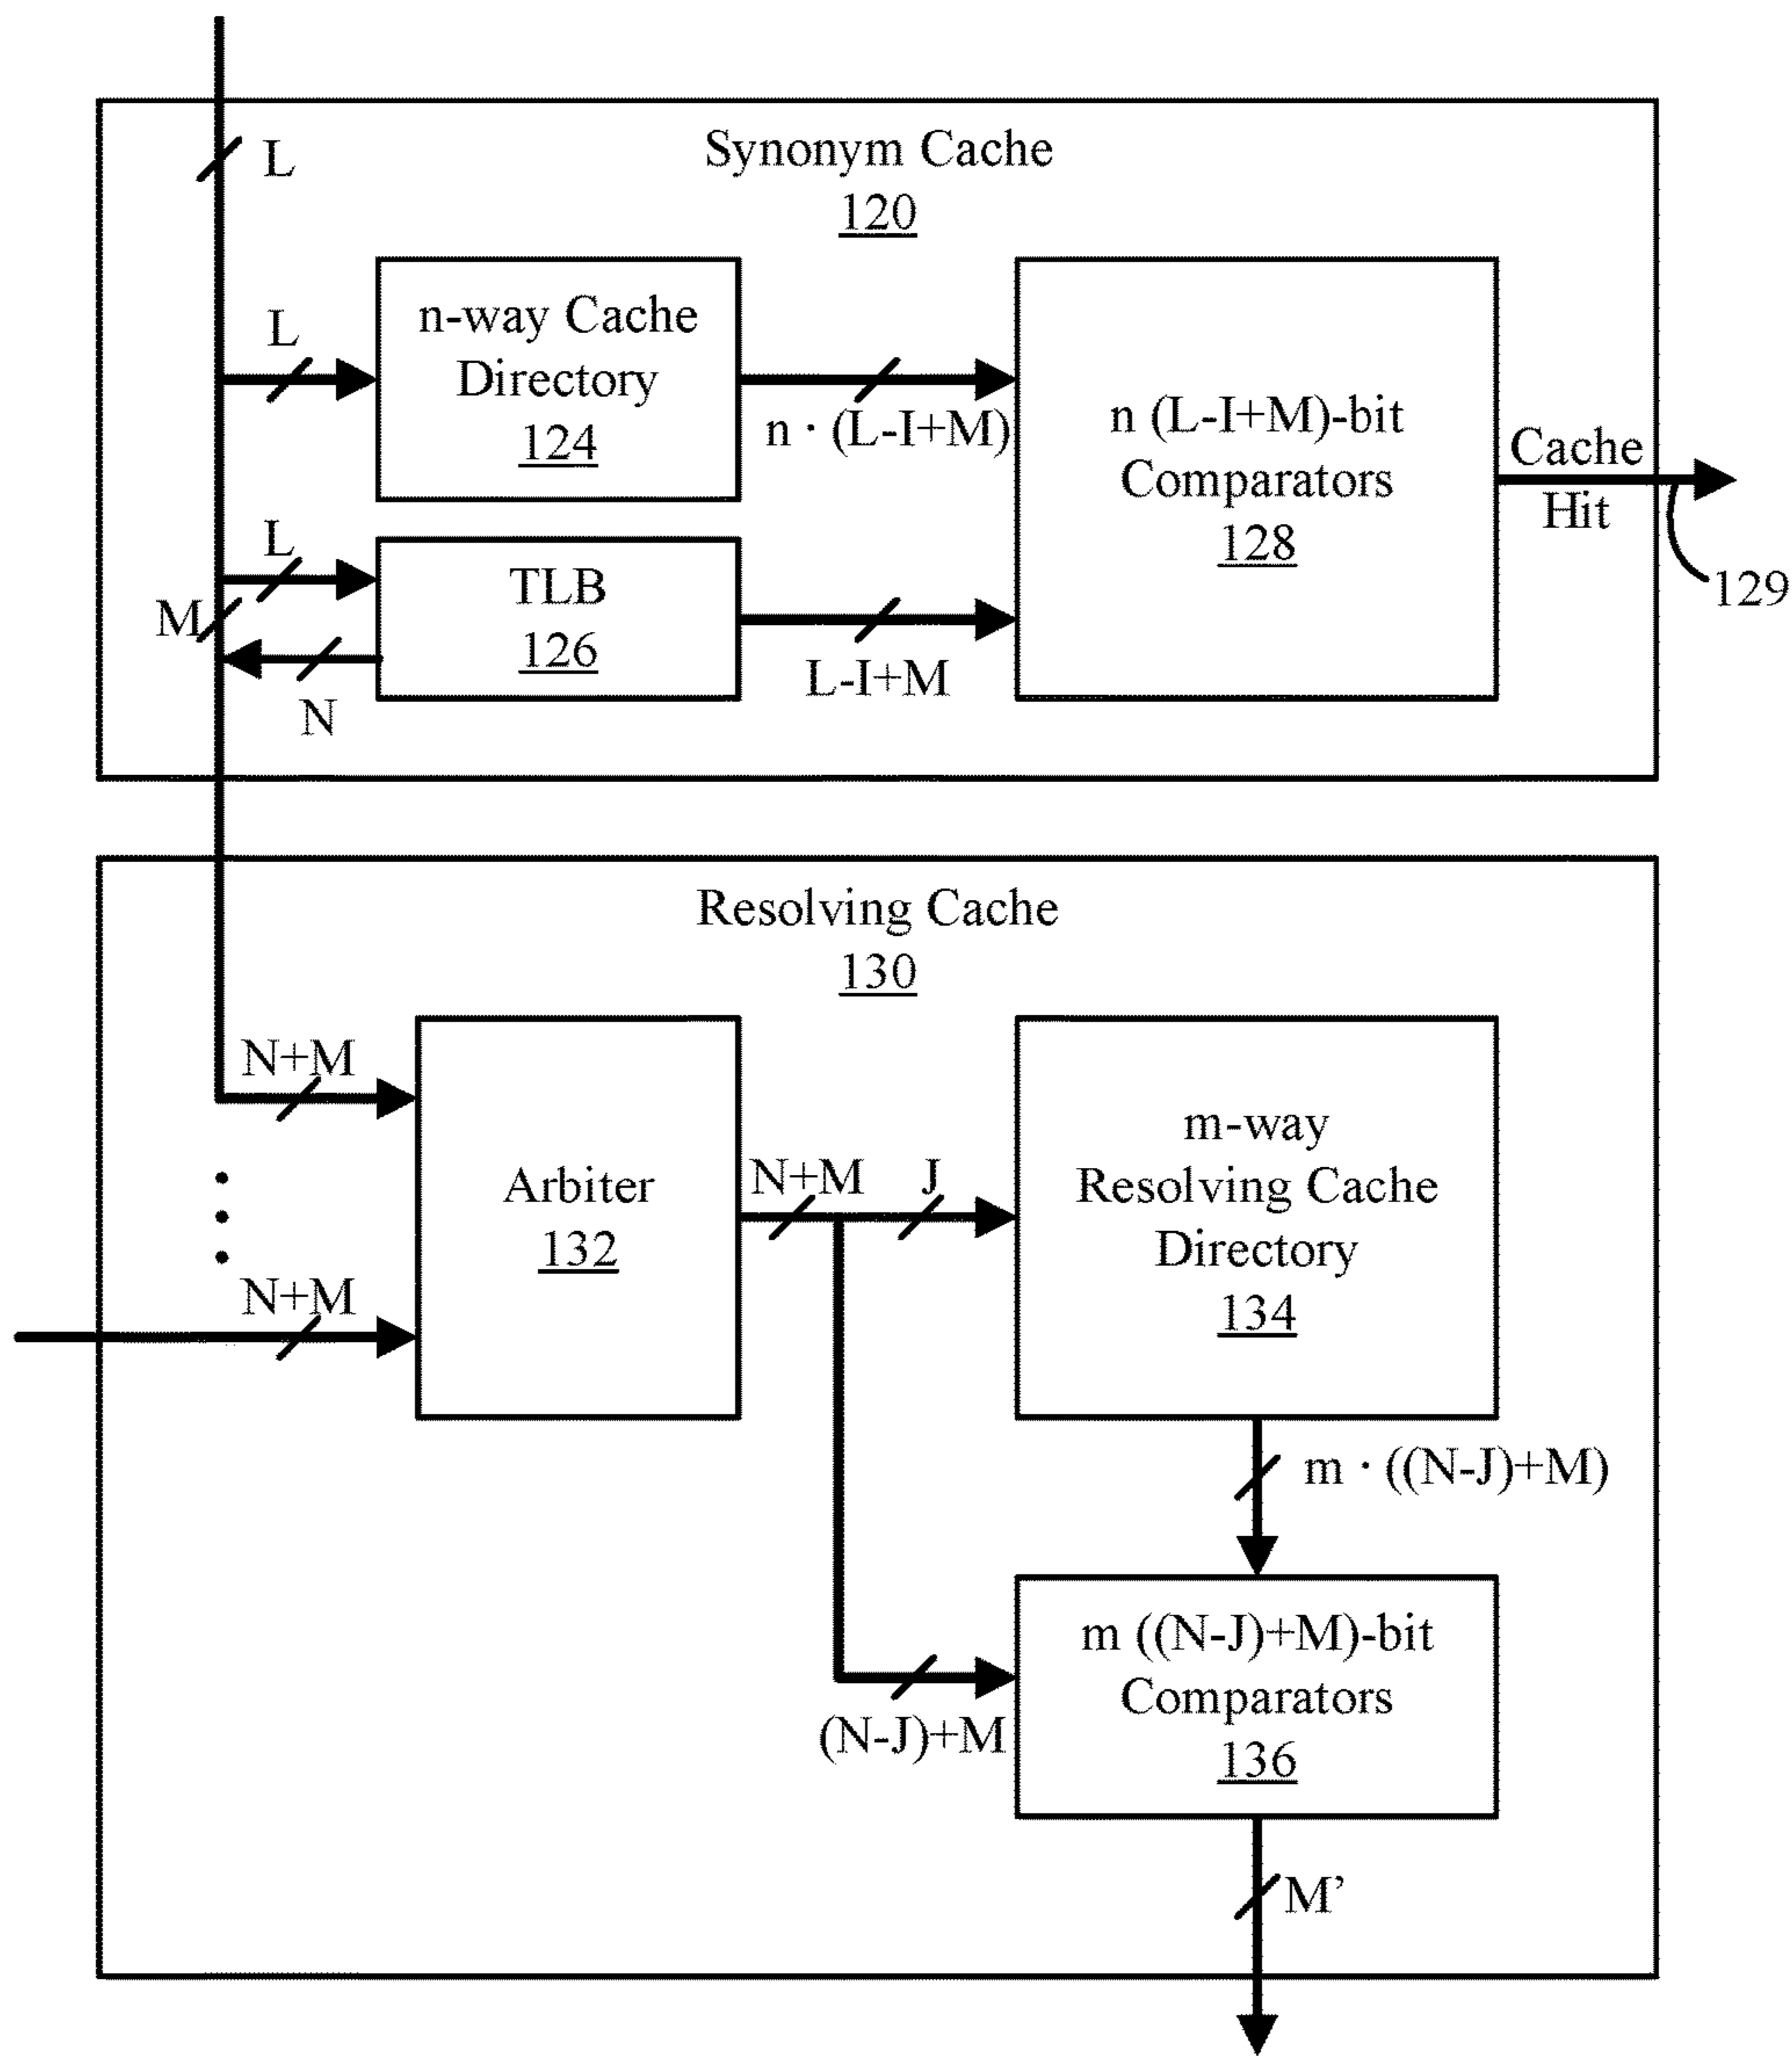 L
Synonym Cache
120
L
n-way Cache
Directory
124
n · (L-I+M)
n (L-I+M)-bit
Comparators
128
Cache
Hit
129
L
M
TLB
126
N
L-I+M
Resolving Cache
130
N+M
Arbiter
132
N+M
N+M
J
m-way
Resolving Cache
Directory
134
m · ((N-J)+M)
(N-J)+M
m ((N-J)+M)-bit
Comparators
136
M’